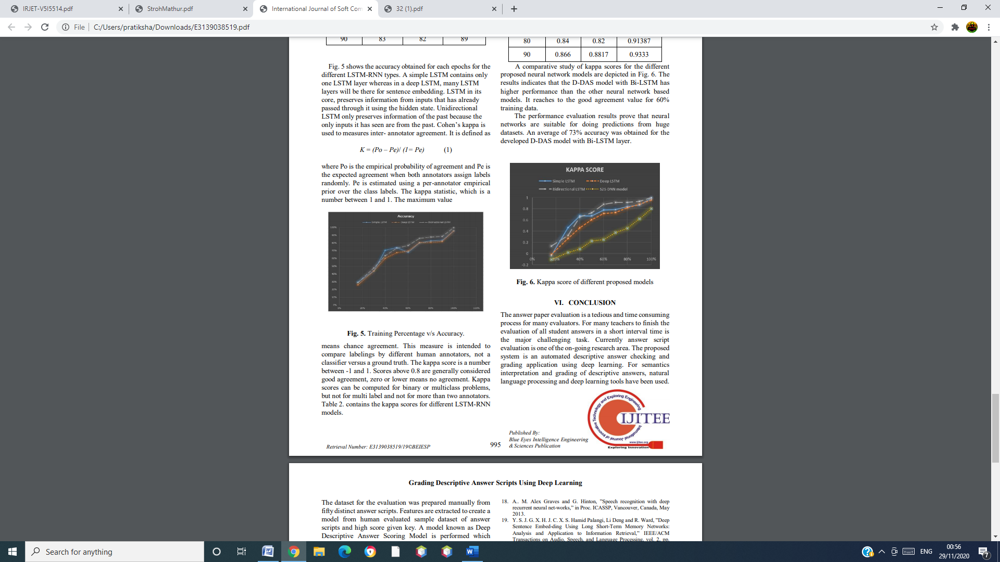 IRJET-V5I5514.pdf
StrohMathur.pdf
International Journal of Soft Com
32 (1).pdf
File
C:/Users/pratiksha/Downloads/E3139038519.pdf
90 83 82 89
Fig. 5 shows the accuracy obtained for each epochs for the
different LSTM-RNN types. A simple LSTM contains only
one LSTM layer whereas in a deep LSTM, many LSTM
layers will be there for sentence embedding. LSTM in its
core, preserves information from inputs that has already
passed through it using the hidden state. Unidirectional
LSTM only preserves information of the past because the
only inputs it has seen are from the past. Cohen's kappa is
used to measures inter- annotator agreement. It is defined as
K = (Po – Pe)/ (1= Pe) (1)
where Po is the empirical probability of agreement and Pe is
the expected agreement when both annotators assign labels
randomly. Pe is estimated using a per-annotator empirical
prior over the class labels. The kappa statistic, which is a
number between 1 and 1. The maximum value
Accuracy
Simple LSTM Deep LSTM Bidirectional LSTM
100%
90%
80%
70%
60%
50%
40%
30%
20%
10%
0%
0% 20% 40% 60% 80% 100% 120%
Fig. 5. Training Percentage v/s Accuracy.
means chance agreement. This measure is intended to
compare labelings by different human annotators, not a
classifier versus a ground truth. The kappa score is a number
between -1 and 1. Scores above 0.8 are generally considered
good agreement, zero or lower means no agreement. Kappa
scores can be computed for binary or multiclass problems,
but not for multi label and not for more than two annotators.
Table 2. contains the kappa scores for different LSTM-RNN
models.
80 0.84 0.82 0.91387
90 0.866 0.8817 0.9333
A comparative study of kappa scores for the different
proposed neural network models are depicted in Fig. 6. The
results indicates that the D-DAS model with Bi-LSTM has
higher performance than the other neural network based
models. It reaches to the good agreement value for 60%
training data.
The performance evaluation results prove that neural
networks are suitable for doing predictions from huge
datasets. An average of 73% accuracy was obtained for the
developed D-DAS model with Bi-LSTM layer.
KAPPA SCORE
Simple LSTM Deep LSTM
Bidirectional LSTM S2S DNN model
1
0.8
0.6
0.4
0.2
0
-0.2
0% 20% 40% 60% 80% 100%
Fig. 6. Kappa score of different proposed models
VI. CONCLUSION
The answer paper evaluation is a tedious and time consuming
process for many evaluators. For many teachers to finish the
evaluation of all student answers in a short interval time is
the major challenging task. Currently answer script
evaluation is one of the on-going research area. The proposed
system is an automated descriptive answer checking and
grading application using deep learning. For semantics
interpretation and grading of descriptive answers, natural
language processing and deep learning tools have been used.
Retrieval Number: E3139038519/19©BEIESP
995
Published By:
Blue Eyes Intelligence Engineering
& Sciences Publication
International Journal of Innovative Technology and Exploring Engineering
IJITEE
www.ijitee.org
Exploring Innovation
Grading Descriptive Answer Scripts Using Deep Learning
The dataset for the evaluation was prepared manually from
fifty distinct answer scripts. Features are extracted to create a
model from human evaluated sample dataset of answer
scripts and high score given key. A model known as Deep
Descriptive Answer Scoring Model is performed which
18. A.. M. Alex Graves and G. Hinton, ”Speech recognition with deep
recurrent neural net-works,” in Proc. ICASSP, Vancouver, Canada, May
2013.
19. Y. S. J. G. X. H. J. C. X. S. Hamid Palangi, Li Deng and R. Ward, ”Deep
Sentence Embed-ding Using Long Short-Term Memory Networks:
Analysis and Application to Information Retrieval,” IEEE/ACM
Transactions on Audio, Speech, and Language Processing, vol. 2, pp.
Search for anything
ENG
00:56
29/11/2020
7